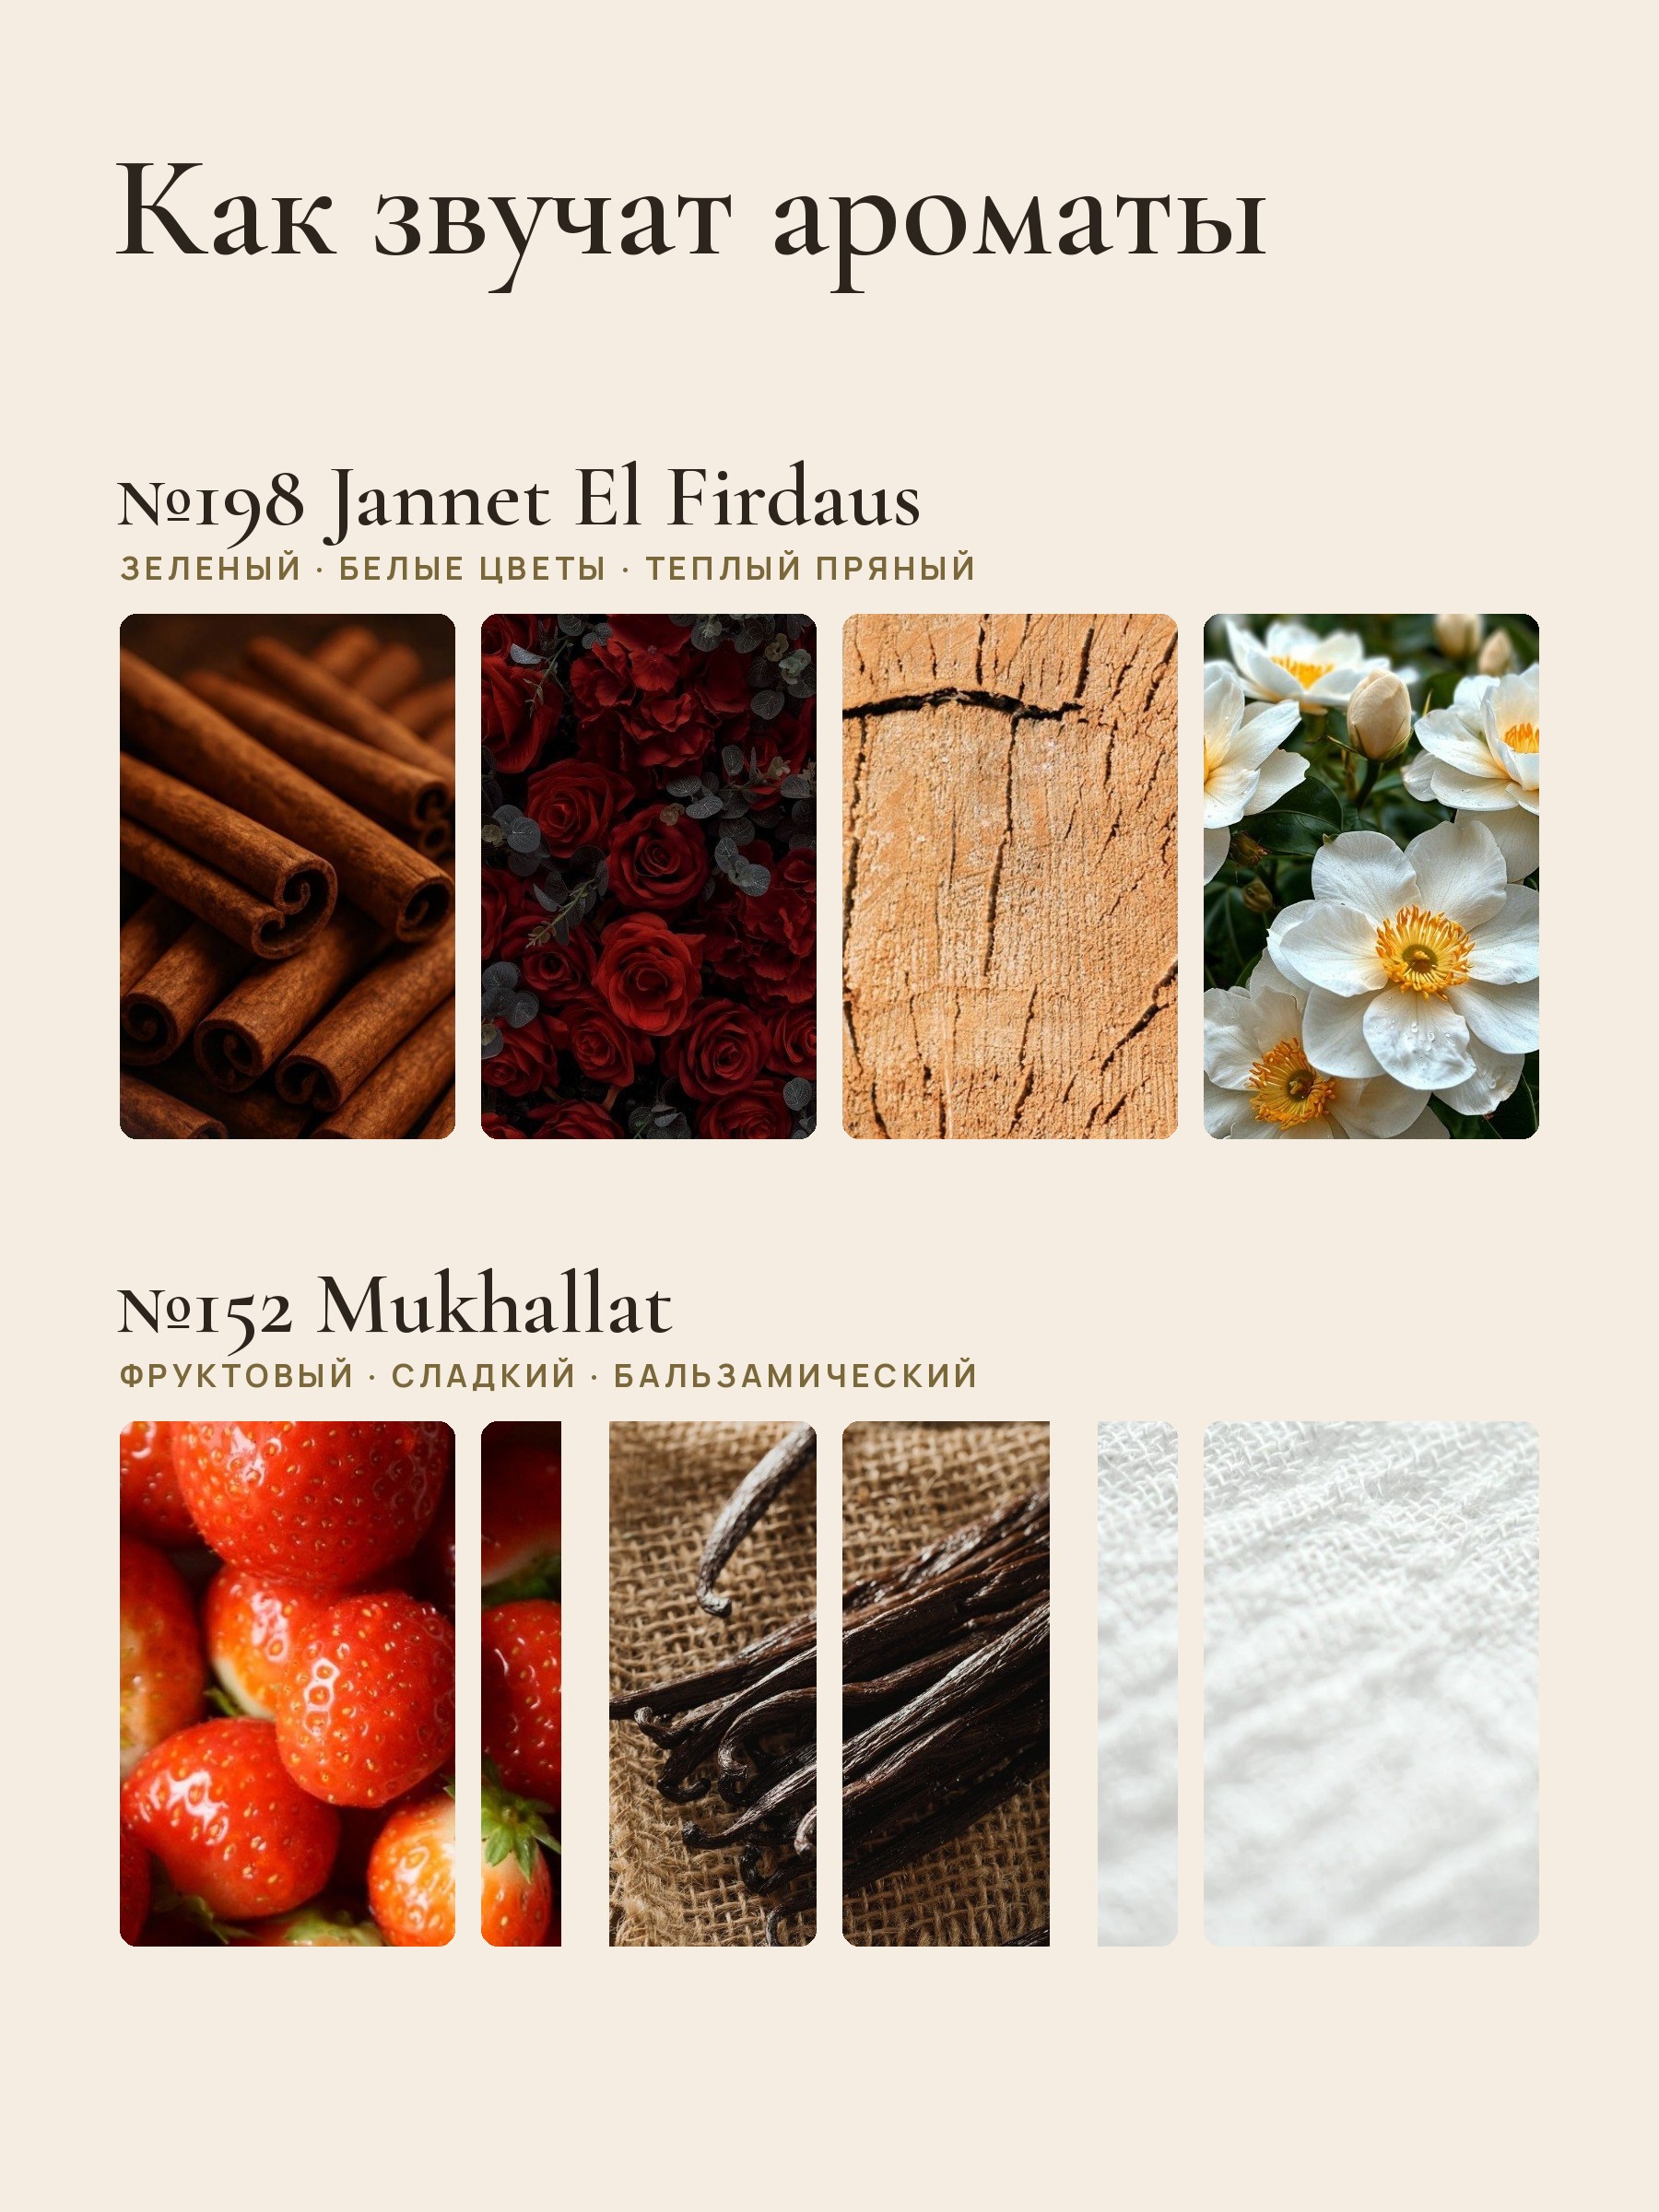 Как звучат ароматы
№198 Jannet El Firdaus
ЗЕЛЕНЫЙ · БЕЛЫЕ ЦВЕТЫ · ТЕПЛЫЙ ПРЯНЫЙ
№152 Mukhallat
ФРУКТОВЫЙ · СЛАДКИЙ · БАЛЬЗАМИЧЕСКИЙ